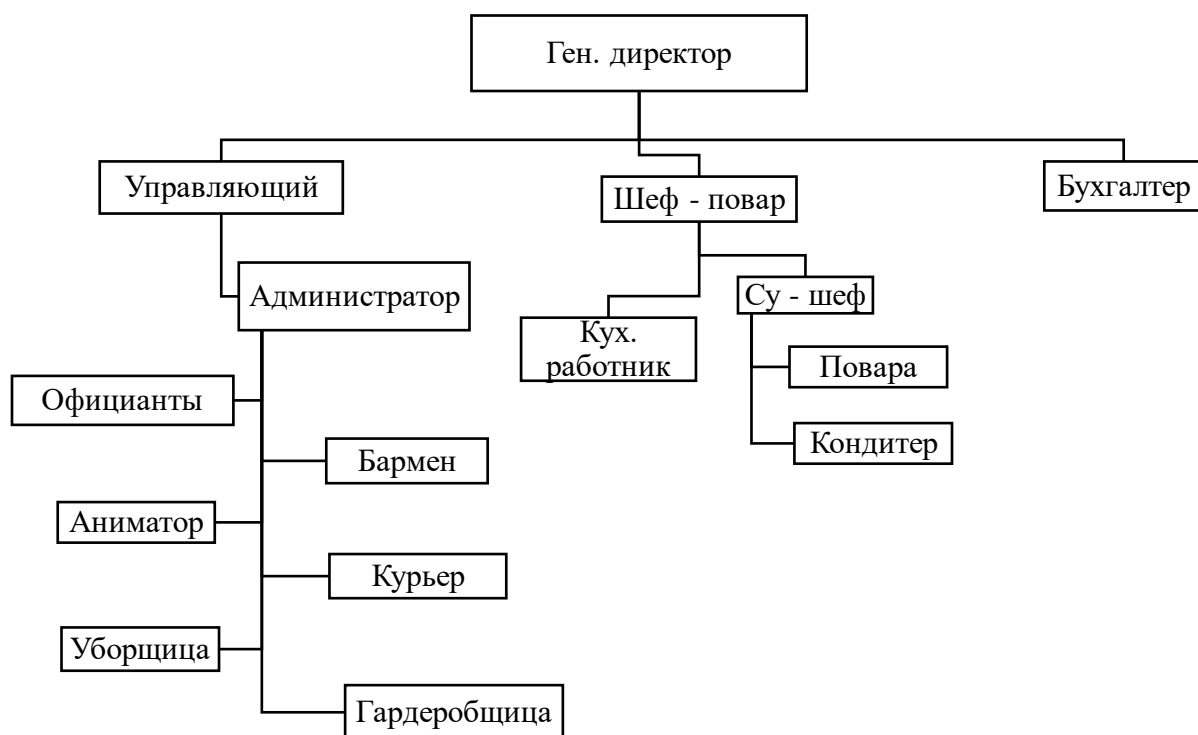 Ген. директор
Управляющий
Шеф - повар
Бухгалтер
Администратор
Су - шеф
Кух.
работник
Повара
Официанты
Кондитер
Бармен
Аниматор
Курьер
Уборщица
Гардеробщица